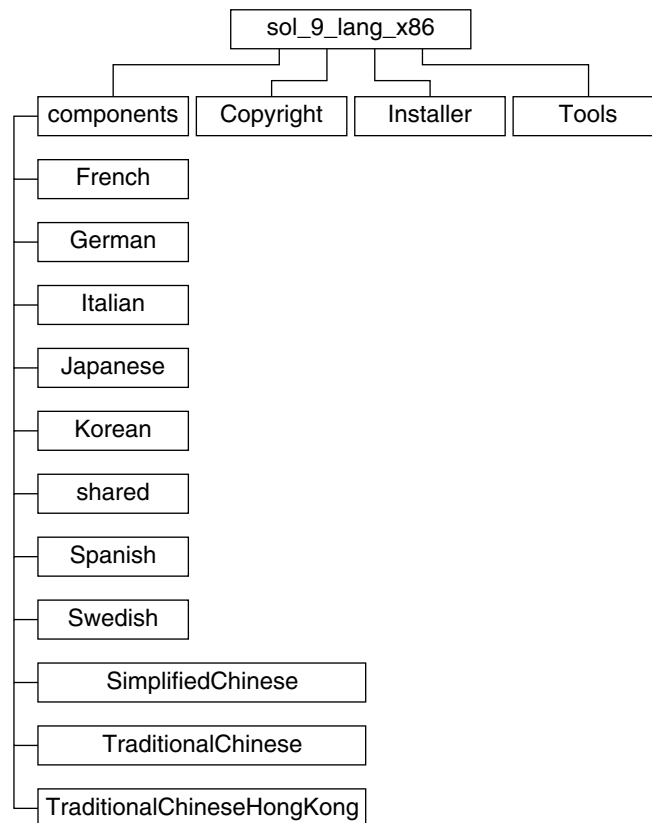 sol_9_lang_x86
components
Copyright
Installer
Tools
French
German
Italian
Japanese
Korean
shared
Spanish
Swedish
SimplifiedChinese
TraditionalChinese
TraditionalChineseHongKong